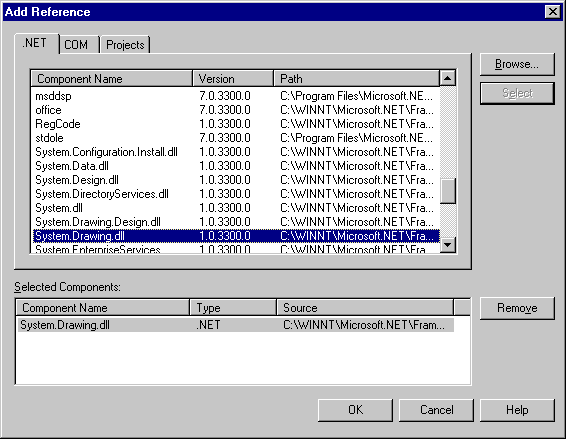 Add Reference
.NET COM Projects
Component Name Version Path
msddsp 7.0.3300.0 C:\Program Files\Microsoft.NE...
office 7.0.3300.0 C:\WINNT\Microsoft.NET\Fra...
RegCode 1.0.3300.0 C:\WINNT\Microsoft.NET\Fra...
stdole 7.0.3300.0 C:\Program Files\Microsoft.NE...
System.Configuration.Install.dll 1.0.3300.0 C:\WINNT\Microsoft.NET\Fra...
System.Data.dll 1.0.3300.0 C:\WINNT\Microsoft.NET\Fra...
System.Design.dll 1.0.3300.0 C:\WINNT\Microsoft.NET\Fra...
System.DirectoryServices.dll 1.0.3300.0 C:\WINNT\Microsoft.NET\Fra...
System.dll 1.0.3300.0 C:\WINNT\Microsoft.NET\Fra...
System.Drawing.Design.dll 1.0.3300.0 C:\WINNT\Microsoft.NET\Fra...
System.Drawing.dll 1.0.3300.0 C:\WINNT\Microsoft.NET\Fra...
System.EnterpriseServices 1.0.3300.0 C:\WINNT\Microsoft.NET\Fra...
Browse...
Select
Selected Components:
Component Name Type Source
System.Drawing.dll .NET C:\WINNT\Microsoft.NET\Fram...
Remove
OK Cancel Help